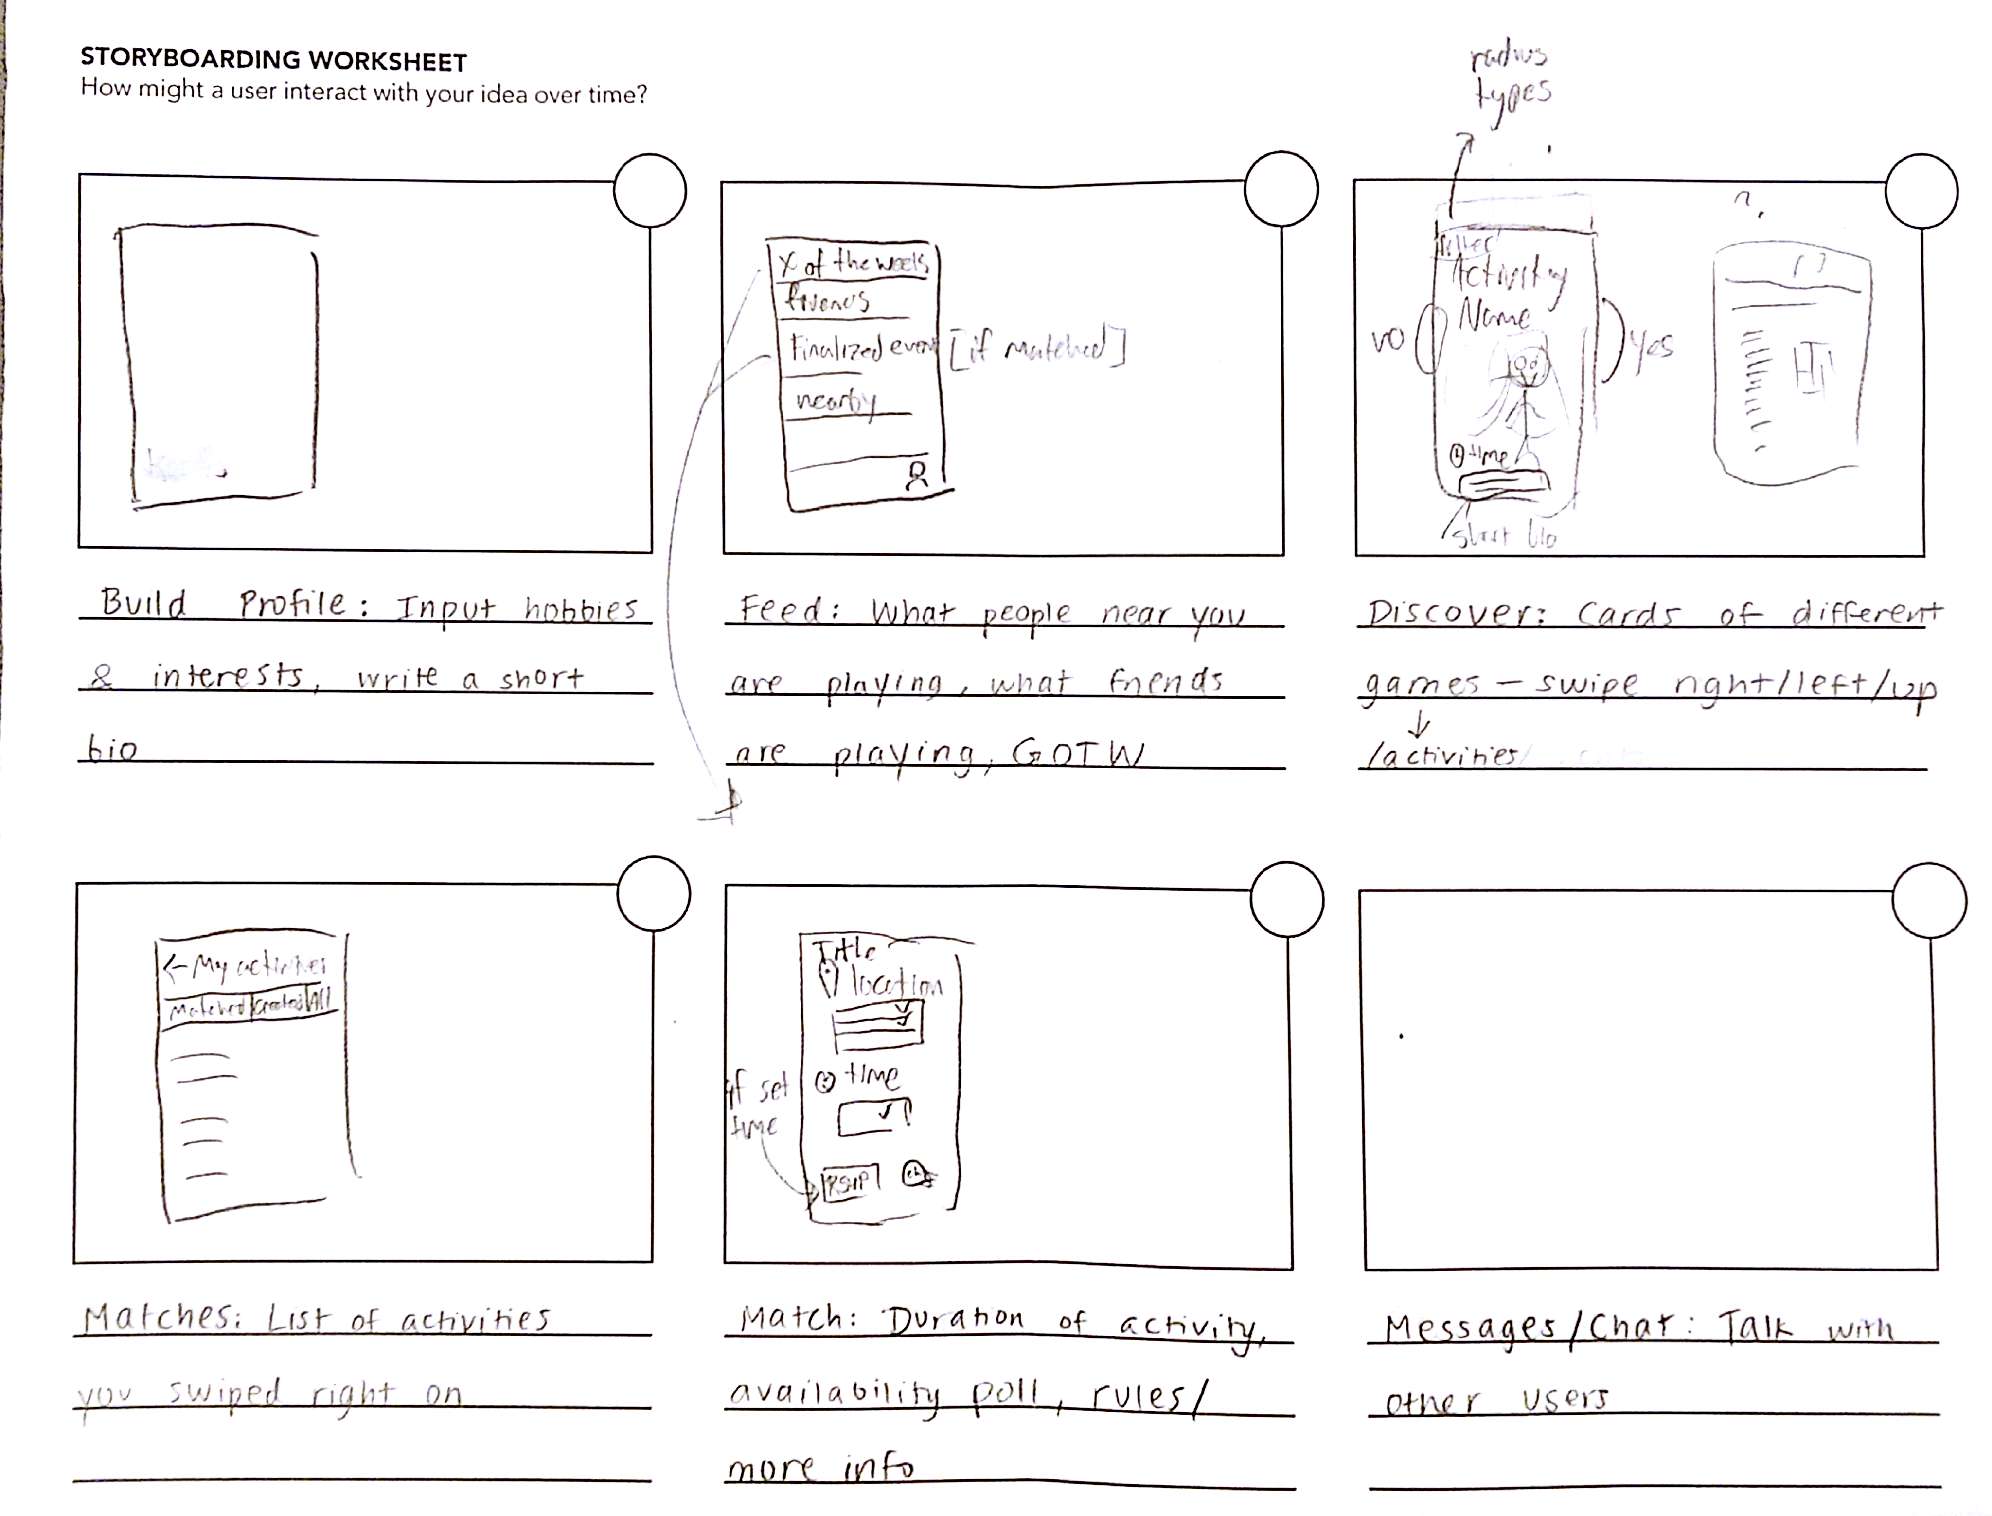 STORYBOARDING WORKSHEET
How might a user interact with your idea over time?
radius
types
X of the week
friends
Finalized event [if matched]
nearby
filter
Activity
Name
NO
Yes
time
short bio
Build Profile: Input hobbies
& interests, write a short
bio
Feed: What people near you
are playing, what friends
are playing, GOTW
Discover: Cards of different
games - swipe right/left/up
/activities/
← My activities
Matched Created All
Title
location
if set
time
time
RSVP
Matches: List of activities
you swiped right on
Match: Duration of activity,
availability poll, rules/
more info
Messages/Chat: Talk with
other users